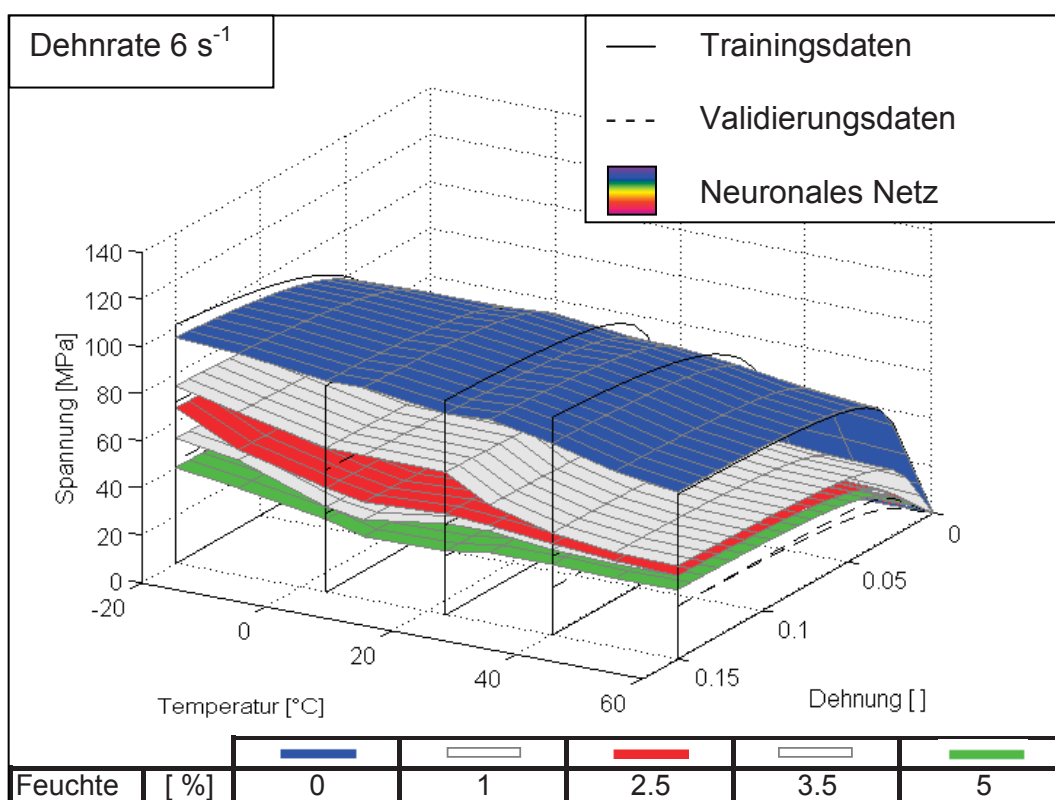 Dehnrate 6 s⁻¹
Trainingsdaten
Validierungsdaten
Neuronales Netz
Spannung [MPa]
140
120
100
80
60
40
20
0
-20
0
20
40
60
Temperatur [°C]
0
0.05
0.1
0.15
Dehnung [ ]
Feuchte [ %] 0 1 2.5 3.5 5